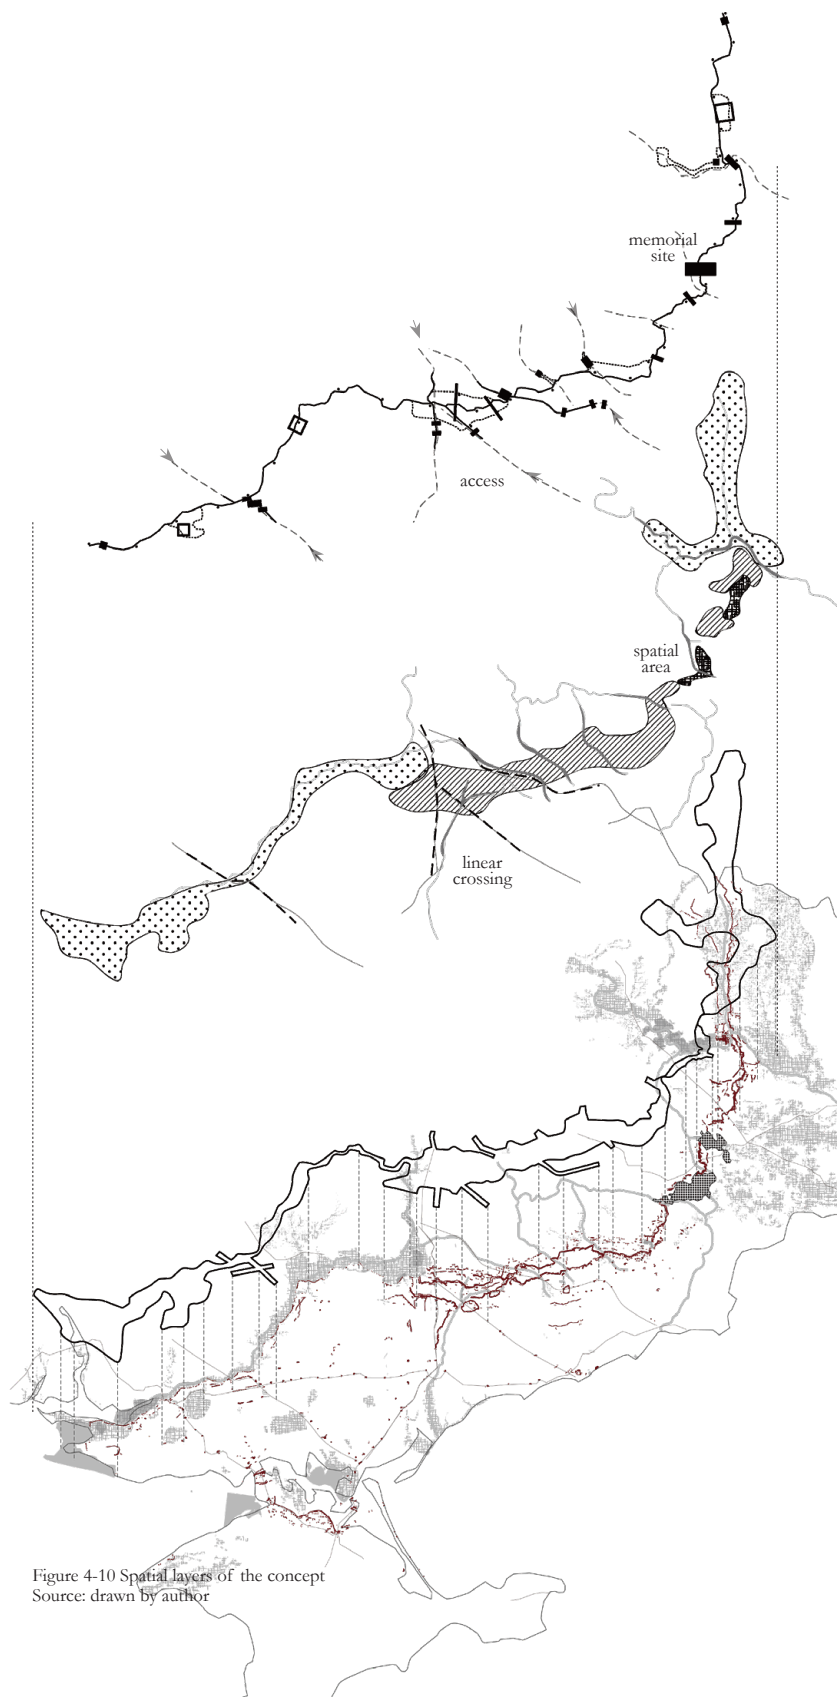 memorial
site
access
spatial
area
linear
crossing
Figure 4-10 Spatial layers of the concept
Source: drawn by author